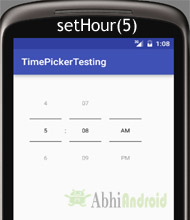 setHour(5)
1:08
TimePickerTesting
4 07
5 : 08 AM
6 09 PM
AbhiAndroid